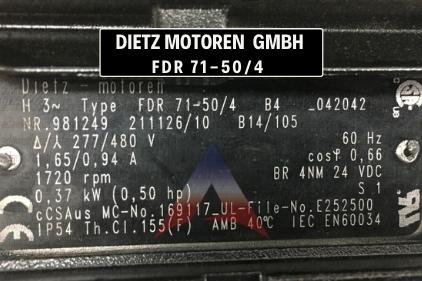 DIETZ MOTOREN GMBH
FDR 71-50/4
Dietz - motoren
H 3~ Type FDR 71-50/4 B4 _042042
NR.981249 211126/10 B14/105
Δ/⅄ 277/480 V 60 Hz
1,65/0,94 A cosφ 0,66
1720 rpm BR 4NM 24 VDC
0,37 kW (0,50 hp) S 1
cCSAus MC-No.169117_UL-File-No.E252500
IP54 Th.Cl.155(F) AMB 40°C IEC EN60034
CE